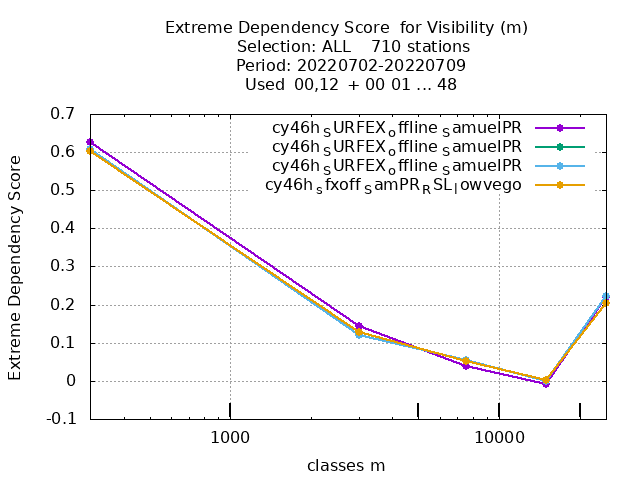 Extreme Dependency Score for Visibility (m)
Selection: ALL 710 stations
Period: 20220702-20220709
Used 00,12 + 00 01 ... 48
Extreme Dependency Score
0.7
0.6
0.5
0.4
0.3
0.2
0.1
0
-0.1
cy46h_SURFEX_offline_SamuelPR
cy46h_SURFEX_offline_SamuelPR
cy46h_SURFEX_offline_SamuelPR
cy46h_sfxoff_SamPR_RSL_lowvego
1000 10000
classes m